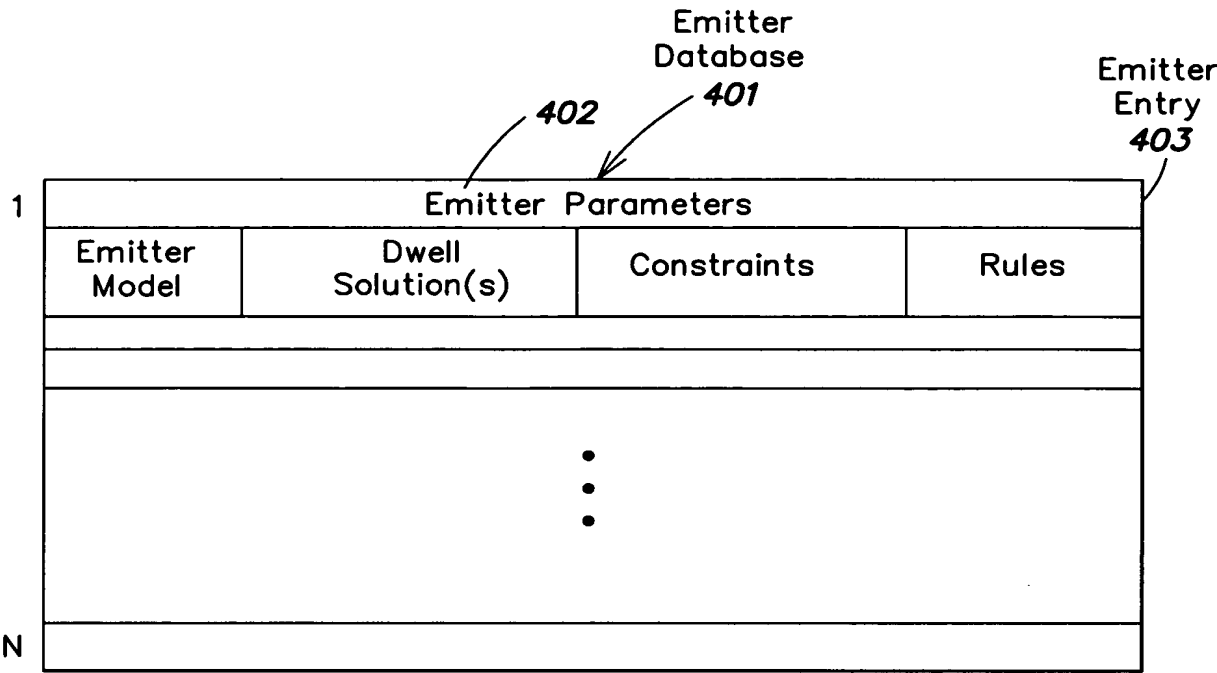 Emitter
Database
401
402
Emitter
Entry
403
1
Emitter Parameters
Emitter
Model
Dwell
Solution(s)
Constraints
Rules
N